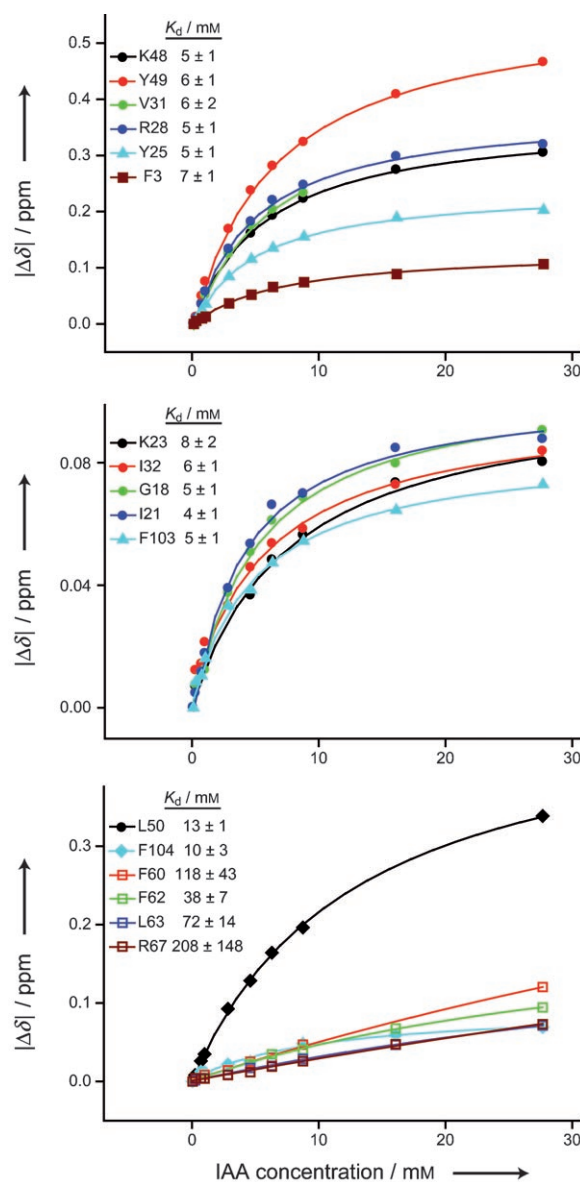 K_d / mM
K48 5 ± 1
Y49 6 ± 1
V31 6 ± 2
R28 5 ± 1
Y25 5 ± 1
F3 7 ± 1
|Δδ| / ppm
0.5
0.4
0.3
0.2
0.1
0.0
0 10 20 30
K_d / mM
K23 8 ± 2
I32 6 ± 1
G18 5 ± 1
I21 4 ± 1
F103 5 ± 1
|Δδ| / ppm
0.08
0.04
0.00
0 10 20 30
K_d / mM
L50 13 ± 1
F104 10 ± 3
F60 118 ± 43
F62 38 ± 7
L63 72 ± 14
R67 208 ± 148
|Δδ| / ppm
0.3
0.2
0.1
0.0
0 10 20 30
IAA concentration / mM